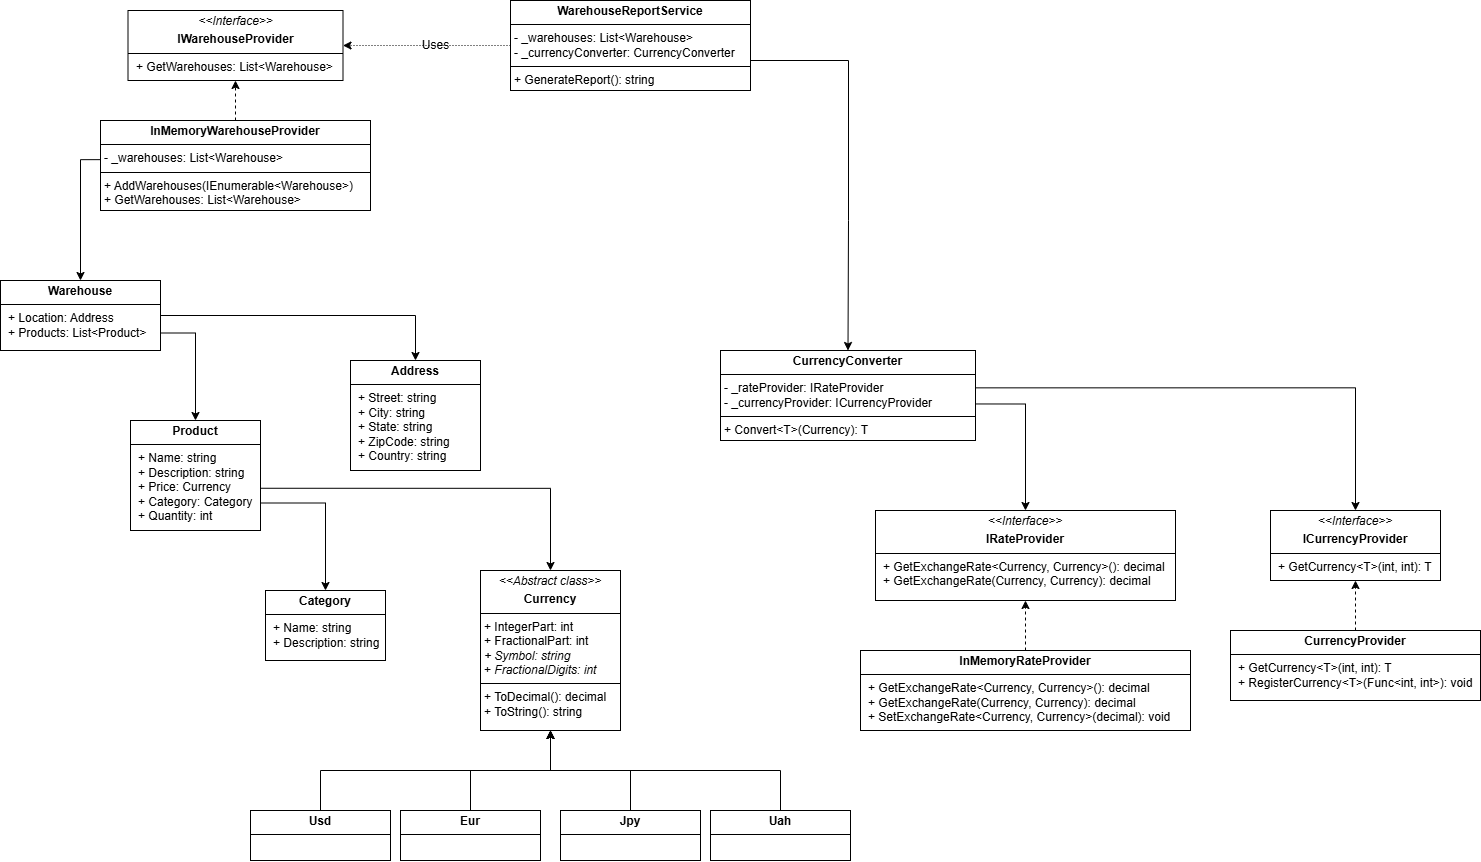 <<Interface>>
IWarehouseProvider
+ GetWarehouses: List<Warehouse>
Uses
WarehouseReportService
- _warehouses: List<Warehouse>
- _currencyConverter: CurrencyConverter
+ GenerateReport(): string
InMemoryWarehouseProvider
- _warehouses: List<Warehouse>
+ AddWarehouses(IEnumerable<Warehouse>)
+ GetWarehouses: List<Warehouse>
Warehouse
+ Location: Address
+ Products: List<Product>
Address
+ Street: string
+ City: string
+ State: string
+ ZipCode: string
+ Country: string
Product
+ Name: string
+ Description: string
+ Price: Currency
+ Category: Category
+ Quantity: int
Category
+ Name: string
+ Description: string
<<Abstract class>>
Currency
+ IntegerPart: int
+ FractionalPart: int
+ Symbol: string
+ FractionalDigits: int
+ ToDecimal(): decimal
+ ToString(): string
Usd
Eur
Jpy
Uah
CurrencyConverter
- _rateProvider: IRateProvider
- _currencyProvider: ICurrencyProvider
+ Convert<T>(Currency): T
<<Interface>>
IRateProvider
+ GetExchangeRate<Currency, Currency>(): decimal
+ GetExchangeRate(Currency, Currency): decimal
<<Interface>>
ICurrencyProvider
+ GetCurrency<T>(int, int): T
InMemoryRateProvider
+ GetExchangeRate<Currency, Currency>(): decimal
+ GetExchangeRate(Currency, Currency): decimal
+ SetExchangeRate<Currency, Currency>(decimal): void
CurrencyProvider
+ GetCurrency<T>(int, int): T
+ RegisterCurrency<T>(Func<int, int>): void